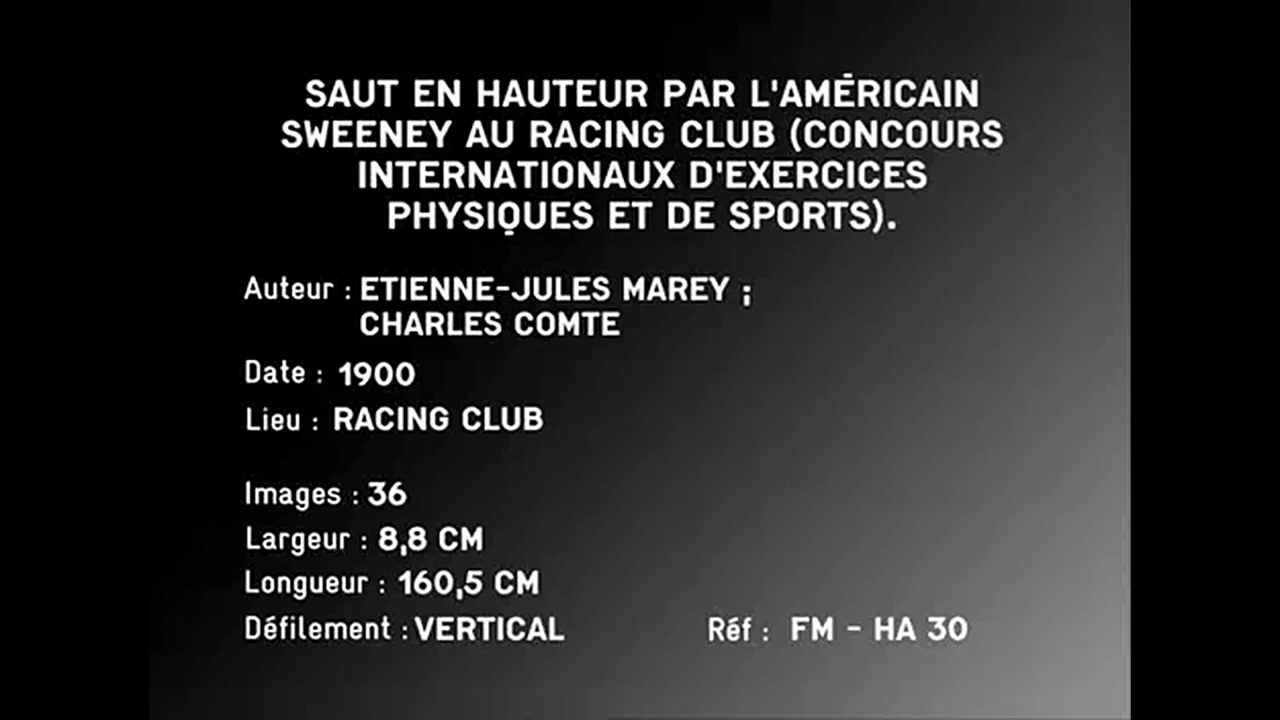 SAUT EN HAUTEUR PAR L'AMÉRICAIN
SWEENEY AU RACING CLUB (CONCOURS
INTERNATIONAUX D'EXERCICES
PHYSIQUES ET DE SPORTS).
Auteur : ETIENNE-JULES MAREY ;
CHARLES COMTE
Date : 1900
Lieu : RACING CLUB
Images : 36
Largeur : 8,8 CM
Longueur : 160,5 CM
Défilement : VERTICAL Réf : FM - HA 30